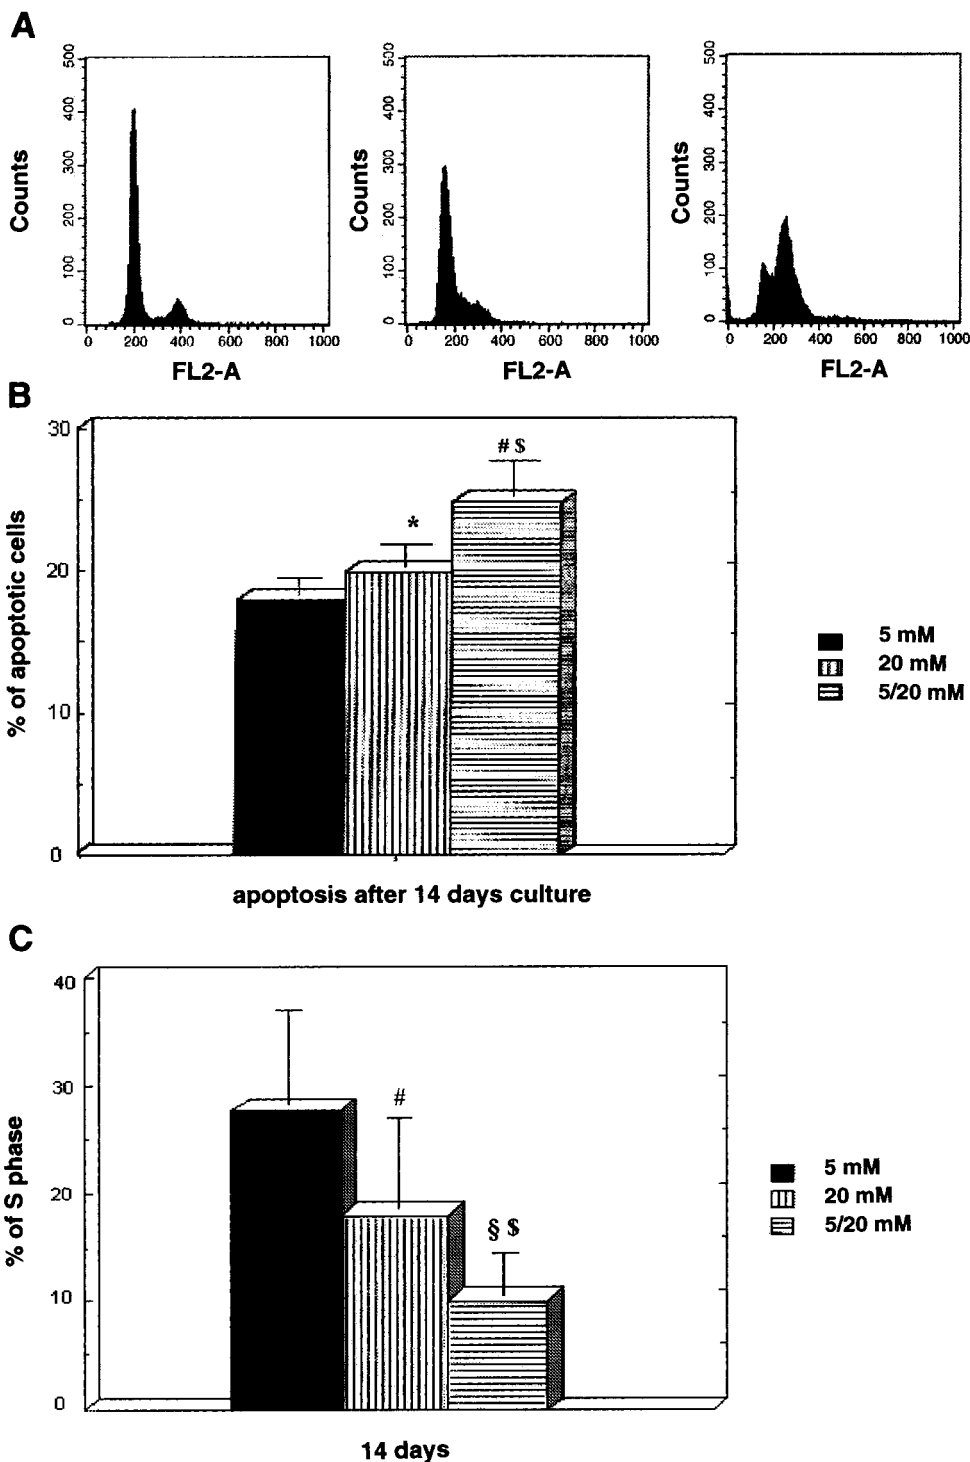 A
500 400 300 200 100 0
Counts
0 200 400 600 800 1000
FL2-A
500 400 300 200 100 0
Counts
0 200 400 600 800 1000
FL2-A
500 400 300 200 100 0
Counts
0 200 400 600 800 1000
FL2-A
B
30
20
10
0
% of apoptotic cells
*
# $
5 mM
20 mM
5/20 mM
apoptosis after 14 days culture
C
40
30
20
10
0
% of S phase
#
§ $
5 mM
20 mM
5/20 mM
14 days